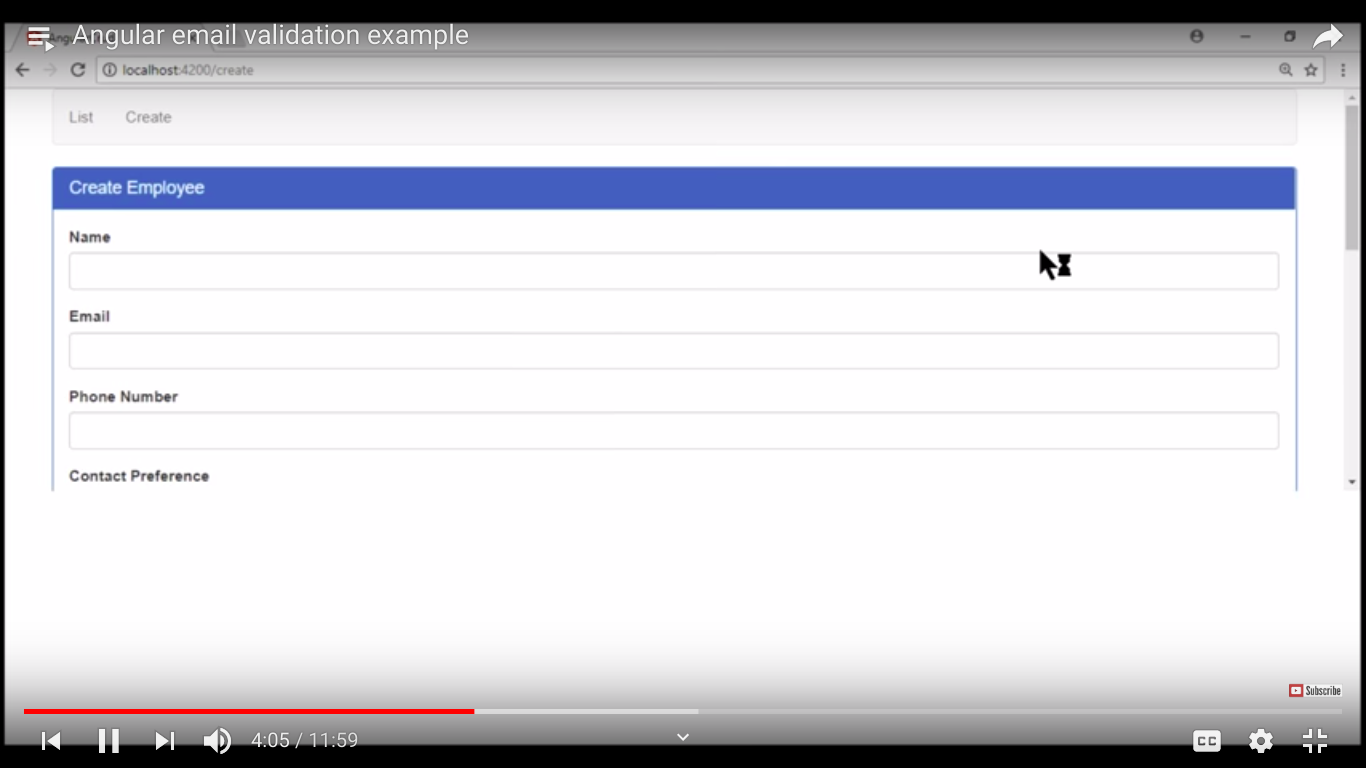 Angular email validation example
localhost:4200/create
List Create
Create Employee
Name
Email
Phone Number
Contact Preference
Subscribe
4:05 / 11:59
CC